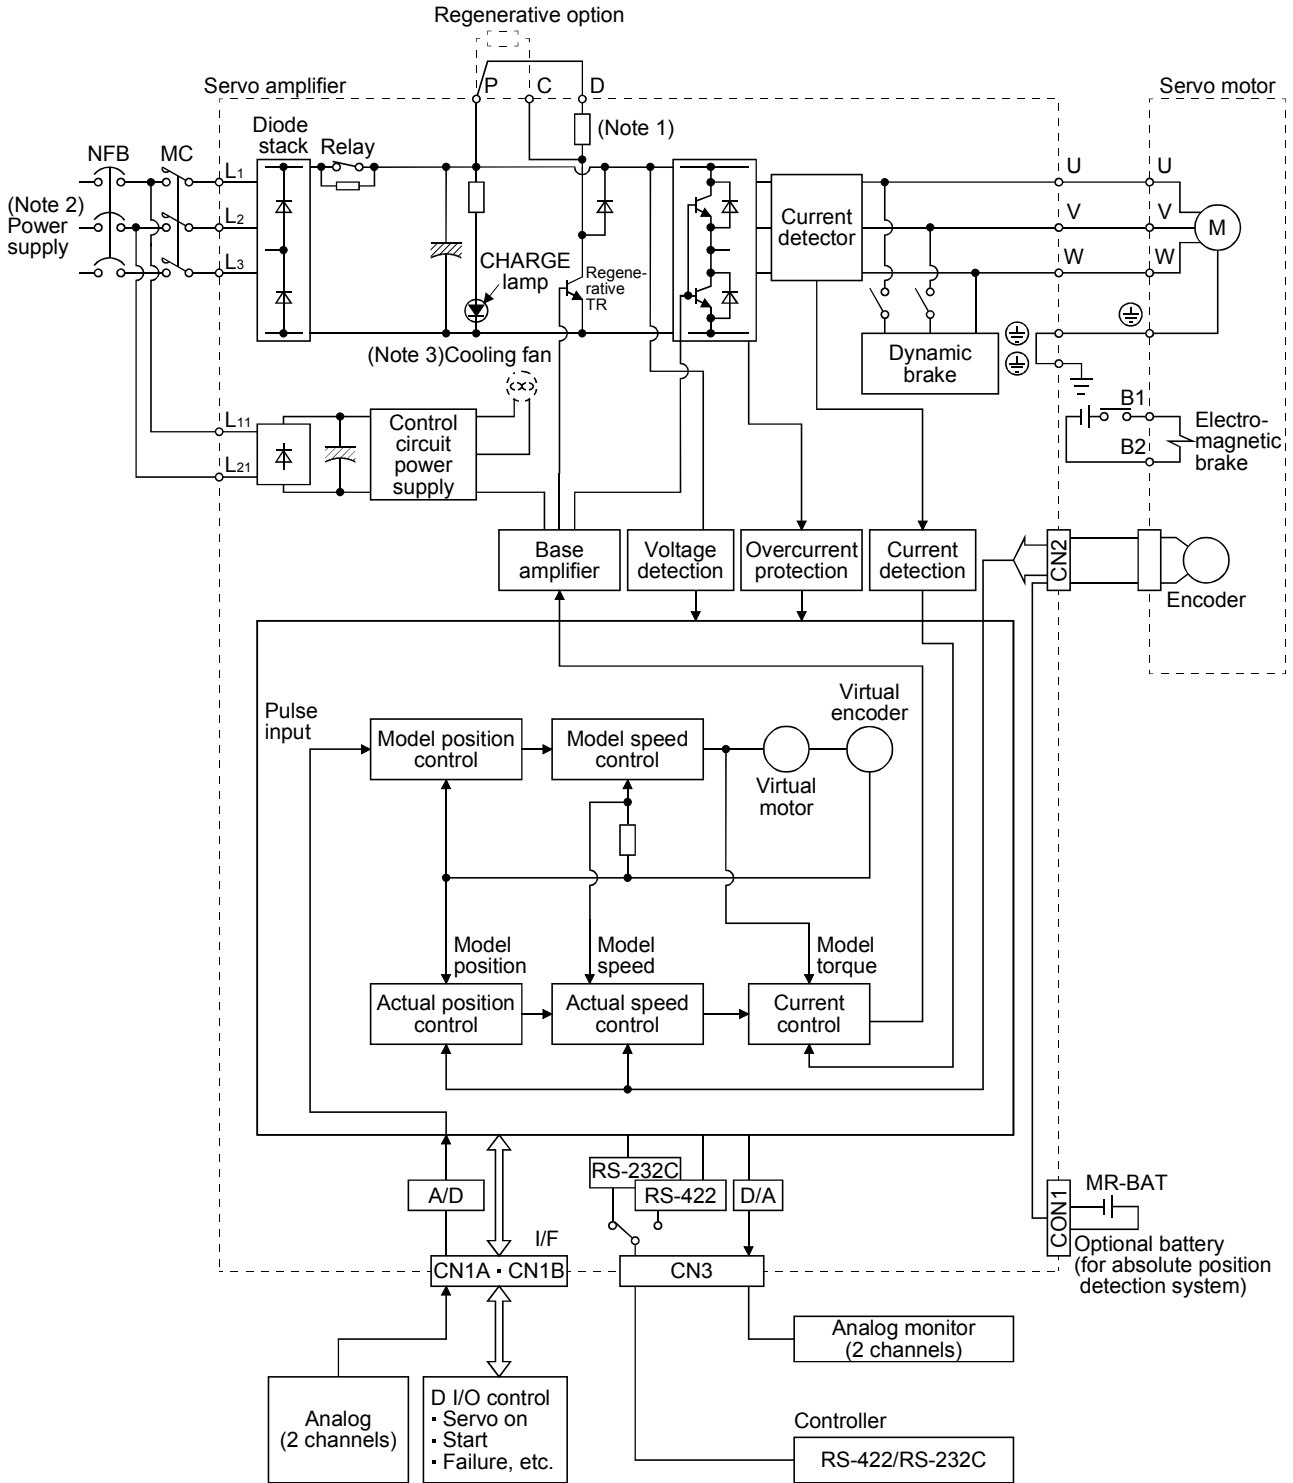 Regenerative option
Servo amplifier
P
C
D
Servo motor
Diode
stack
Relay
(Note 1)
NFB
MC
L1
U
U
(Note 2)
Power
supply
L2
Current
detector
V
V
M
L3
W
W
CHARGE
lamp
Regene-
rative
TR
(Note 3)Cooling fan
Dynamic
brake
L11
Control
circuit
power
supply
B1
Electro-
magnetic
brake
B2
L21
Base
amplifier
Voltage
detection
Overcurrent
protection
Current
detection
CN2
Encoder
Pulse
input
Virtual
encoder
Model position
control
Model speed
control
Virtual
motor
Model
position
Model
speed
Model
torque
Actual position
control
Actual speed
control
Current
control
RS-232C
A/D
RS-422
D/A
MR-BAT
CON1
I/F
Optional battery
(for absolute position
detection system)
CN1A · CN1B
CN3
Analog monitor
(2 channels)
D I/O control
· Servo on
· Start
· Failure, etc.
Analog
(2 channels)
Controller
RS-422/RS-232C